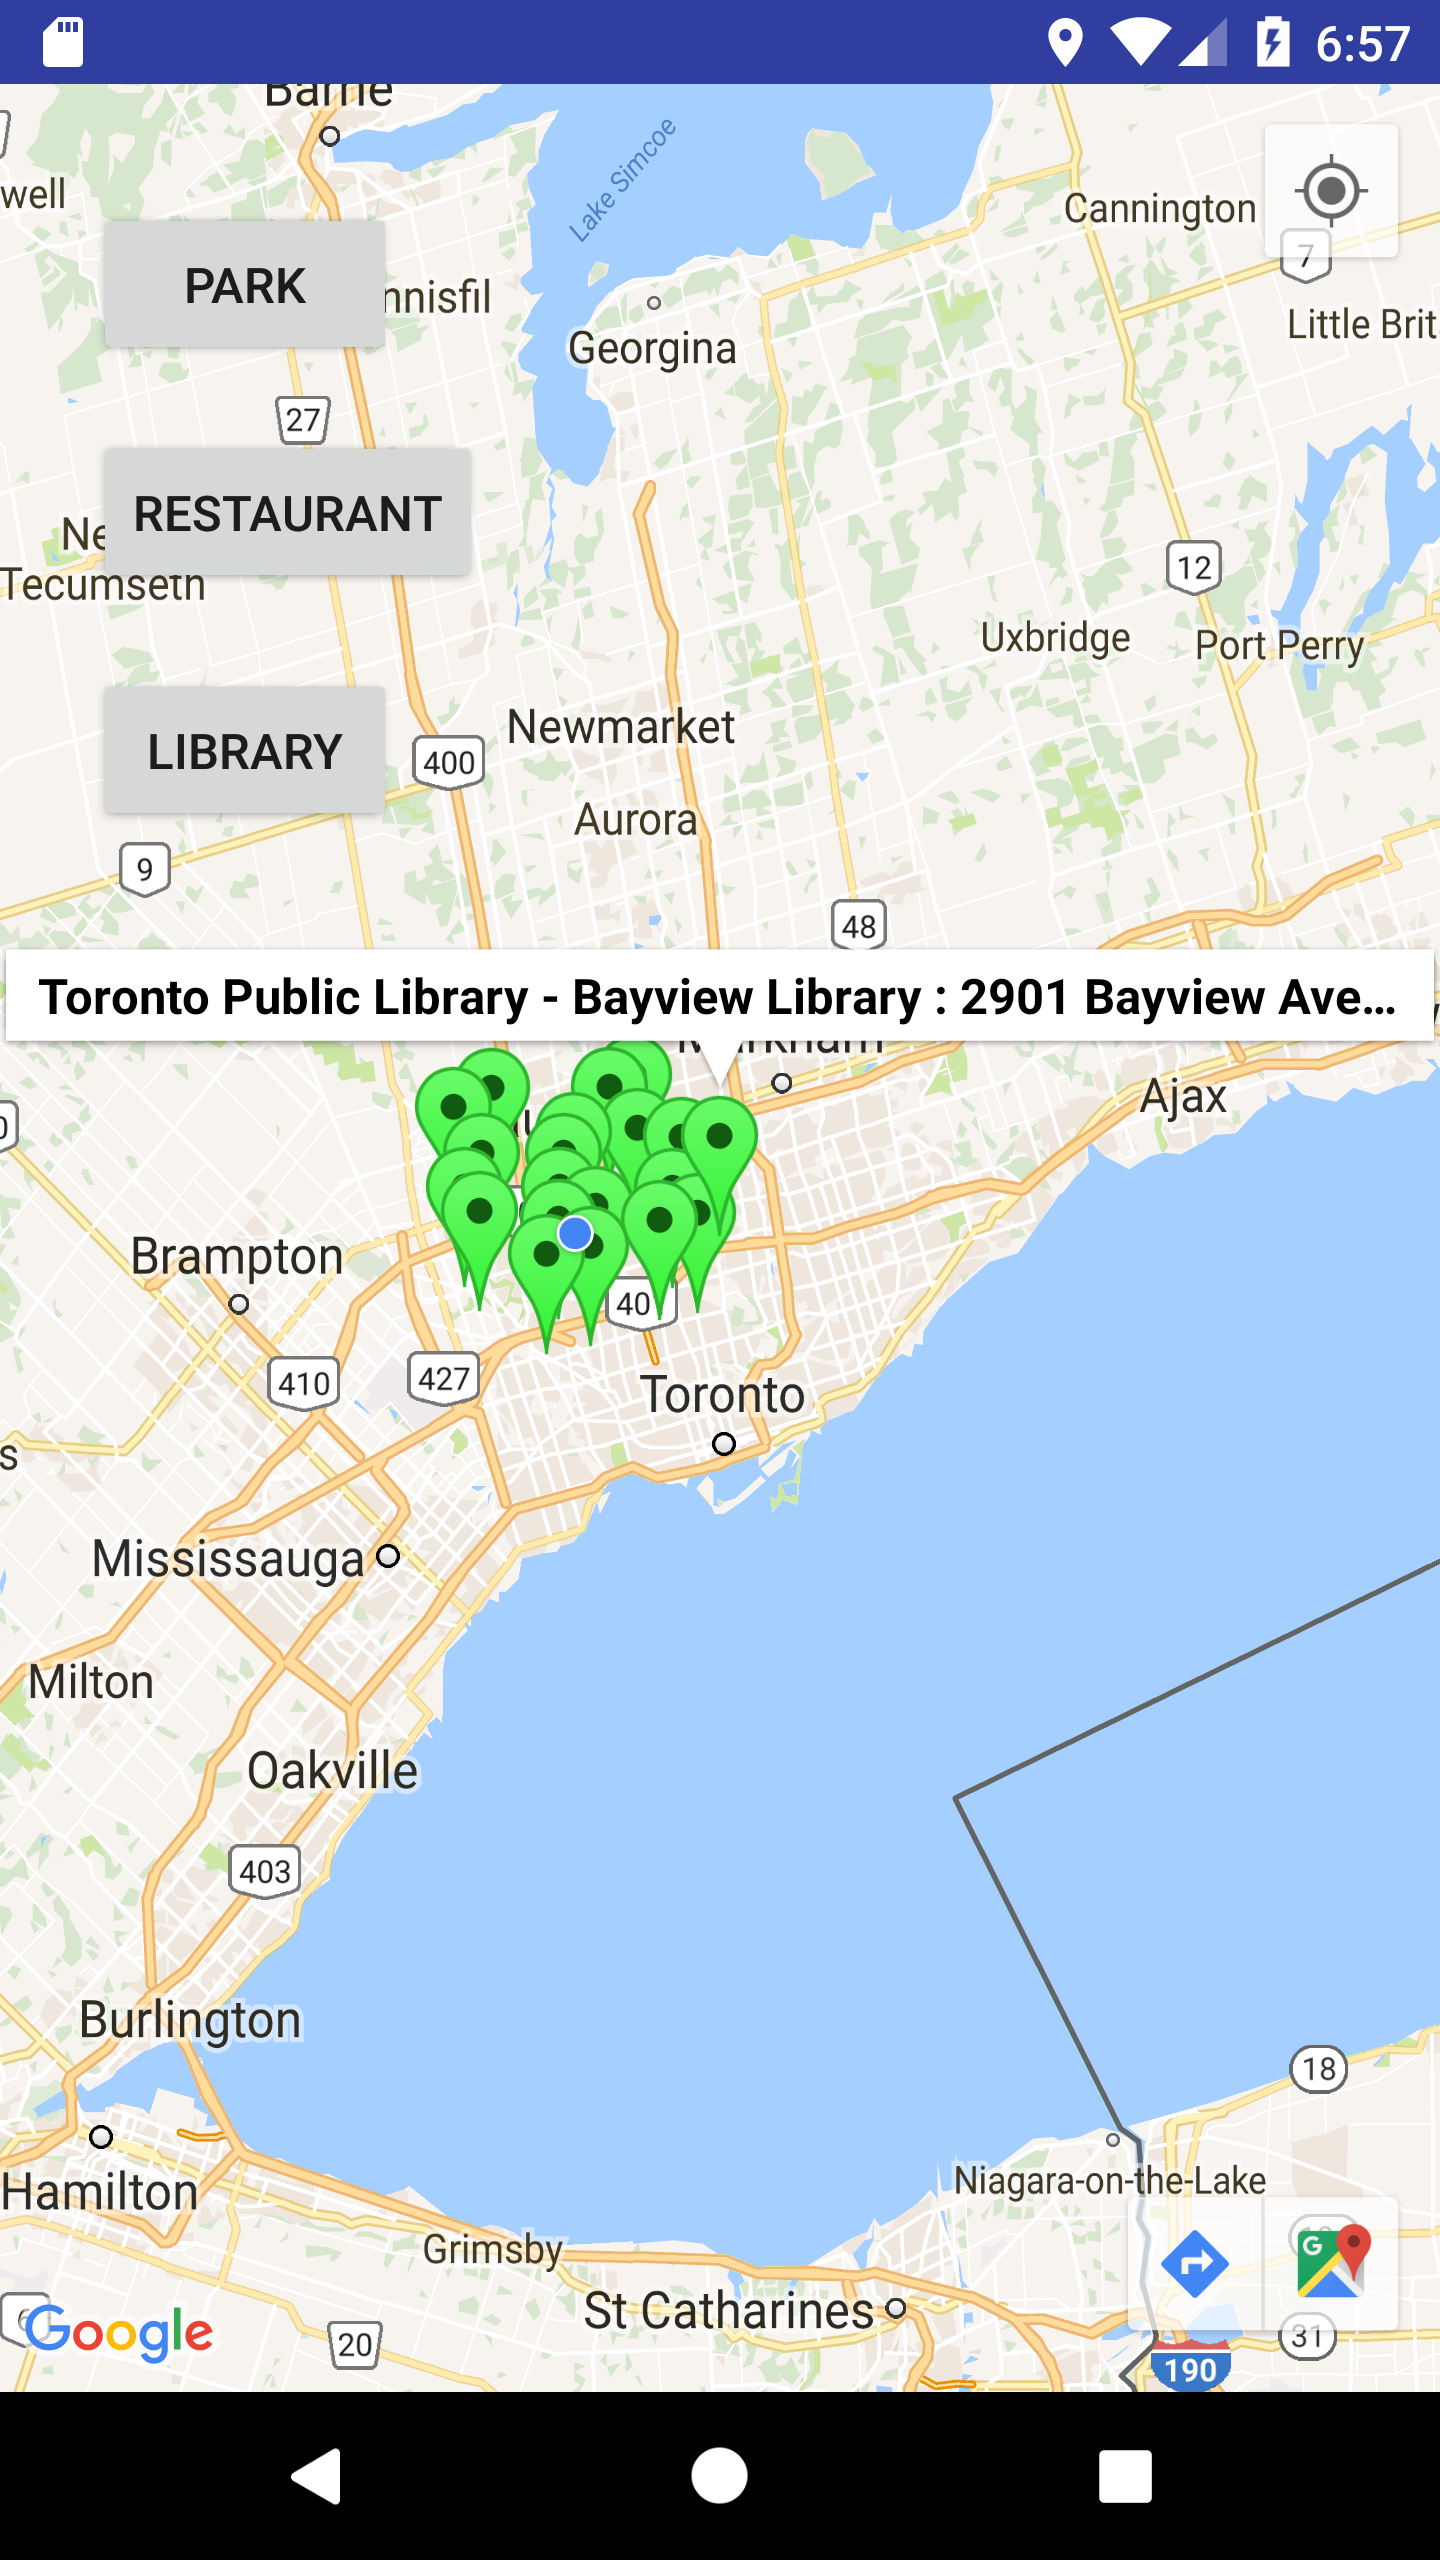 6:57
Barrie
Lake Simcoe
well
Cannington
7
PARK
nnisfil
Little Brit
Georgina
27
RESTAURANT
Ne
Tecumseth
12
Uxbridge
Port Perry
Newmarket
LIBRARY
400
Aurora
9
48
Toronto Public Library - Bayview Library : 2901 Bayview Ave...
Markham
Ajax
Brampton
40
410
427
Toronto
s
Mississauga
Milton
Oakville
403
Burlington
18
Hamilton
Niagara-on-the-Lake
Grimsby
G
St Catharines
6
Google
20
31
190